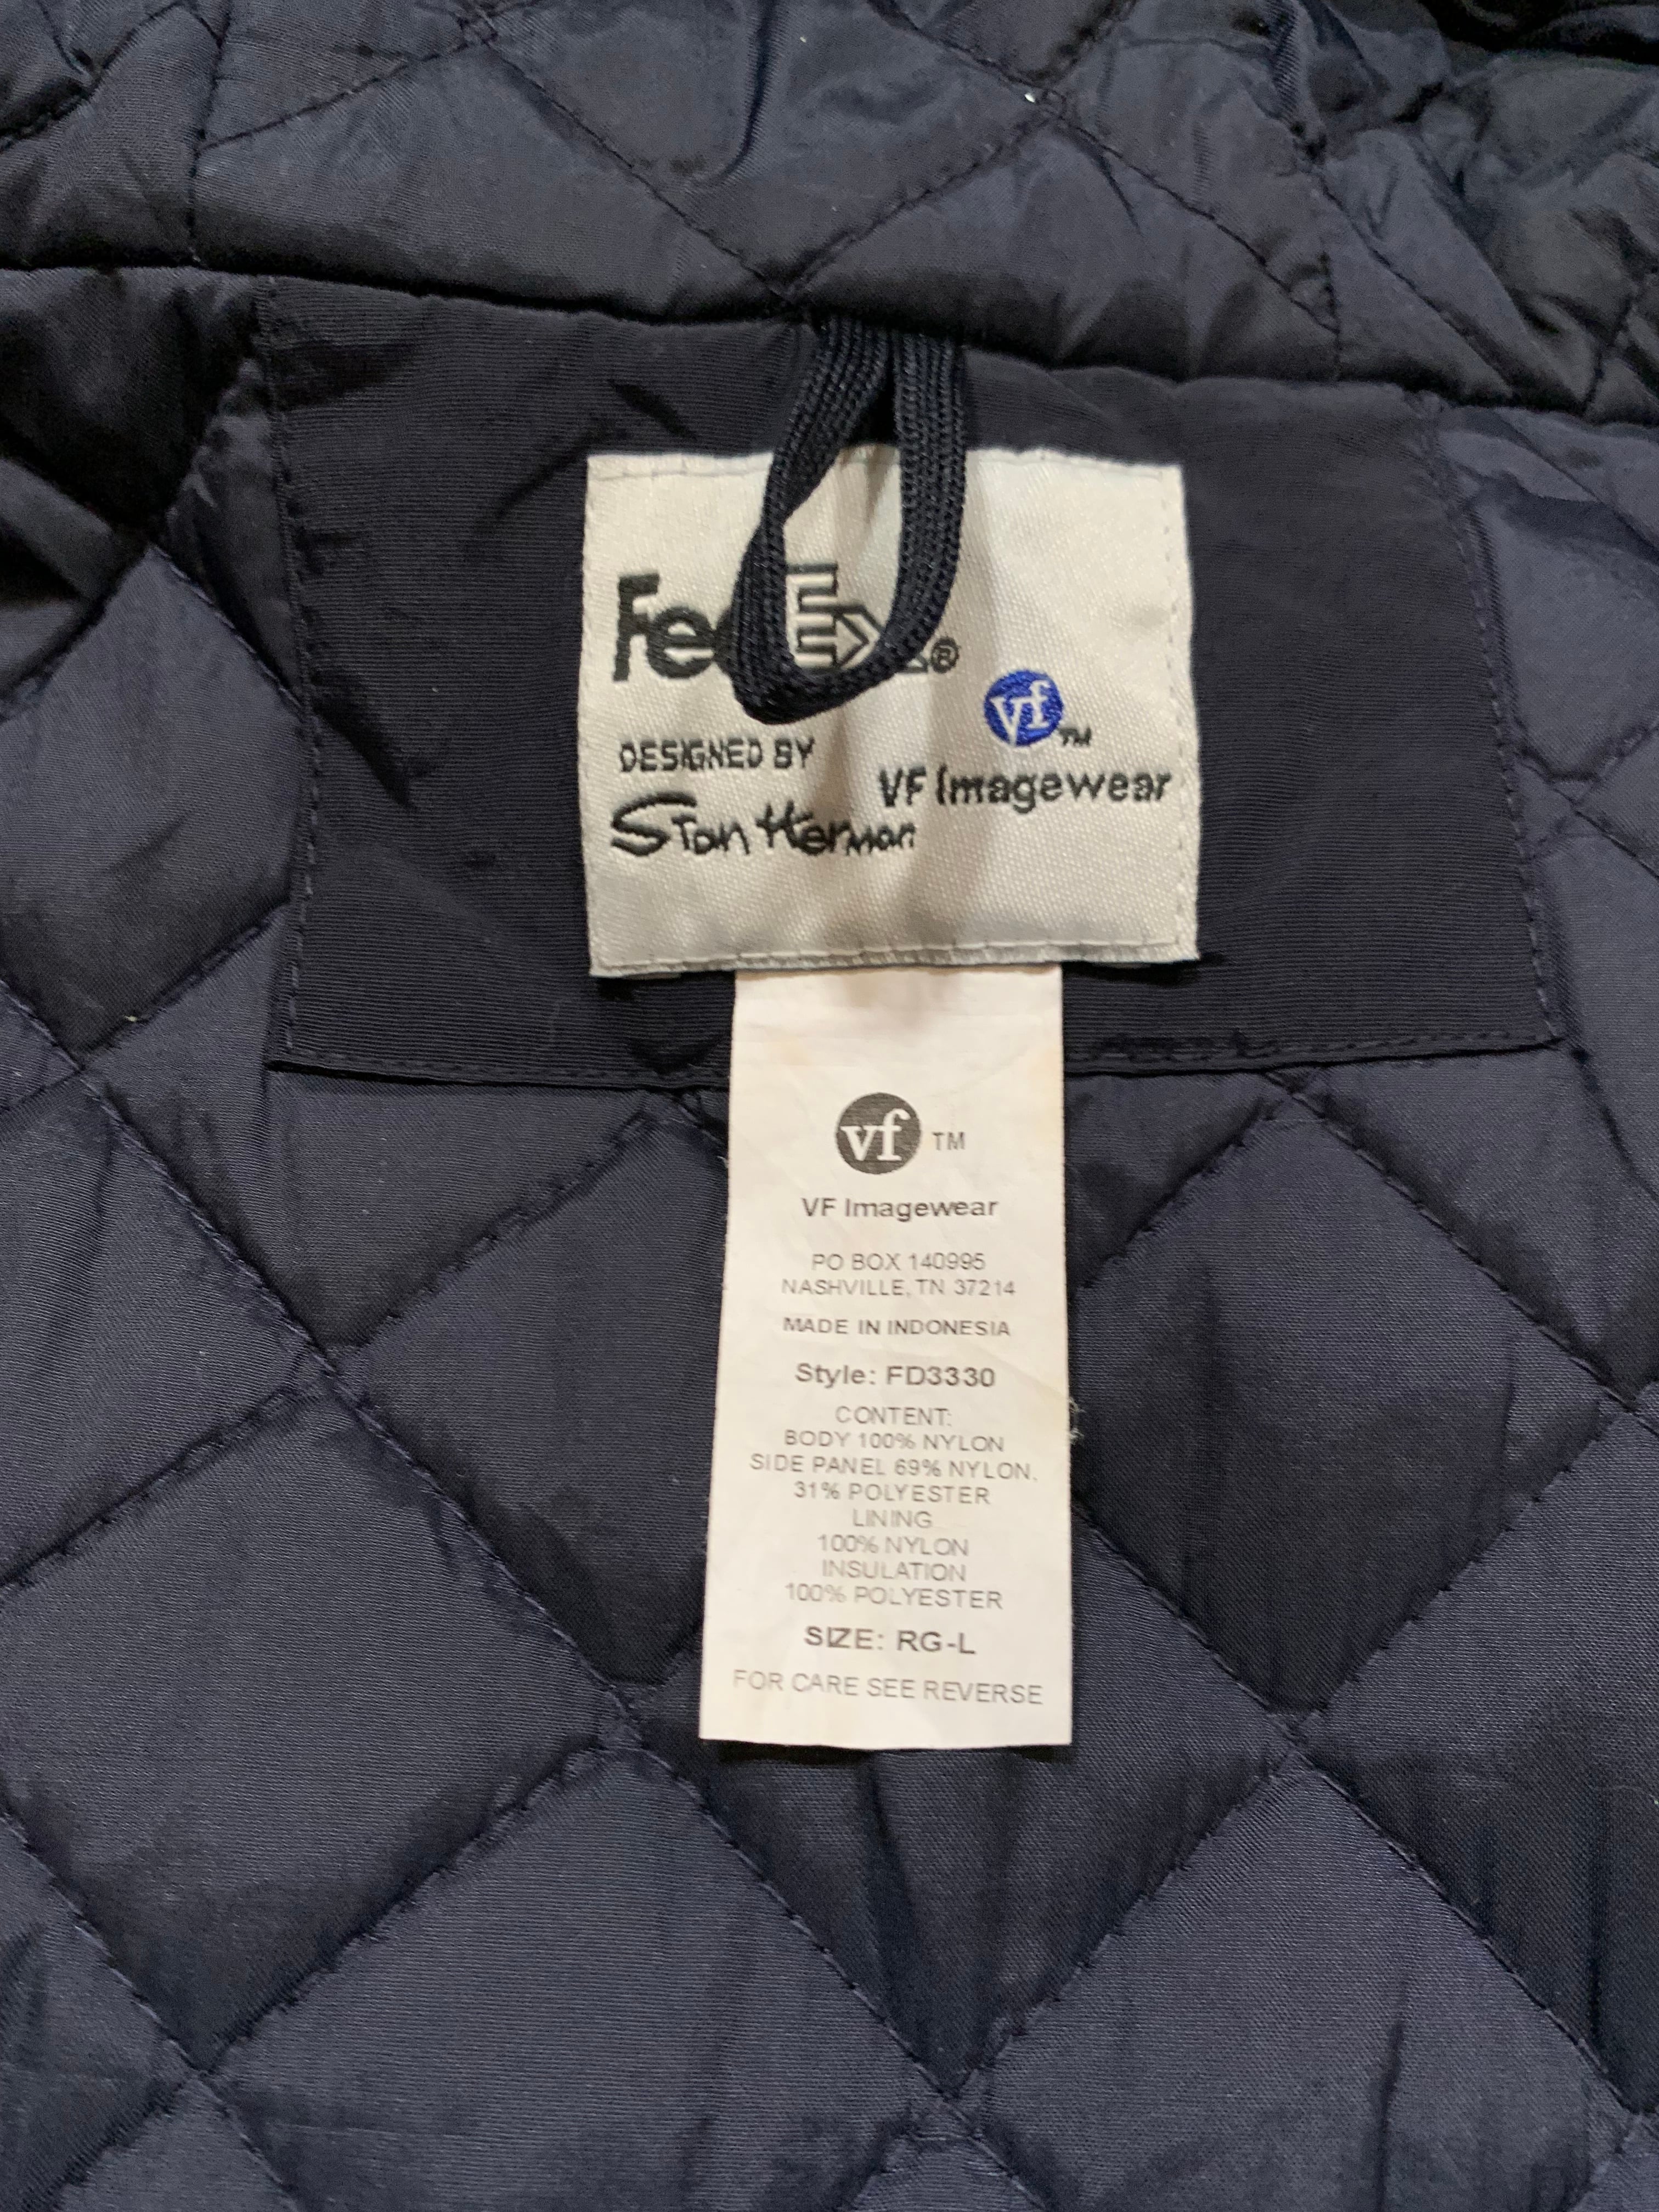 FedEx®
vf™
DESIGNED BY
VF Imagewear
Stan Herman
vf TM
VF Imagewear
PO BOX 140995
NASHVILLE, TN 37214
MADE IN INDONESIA
Style: FD3330
CONTENT:
BODY 100% NYLON
SIDE PANEL 69% NYLON,
31% POLYESTER
LINING
100% NYLON
INSULATION
100% POLYESTER
SIZE: RG-L
FOR CARE SEE REVERSE